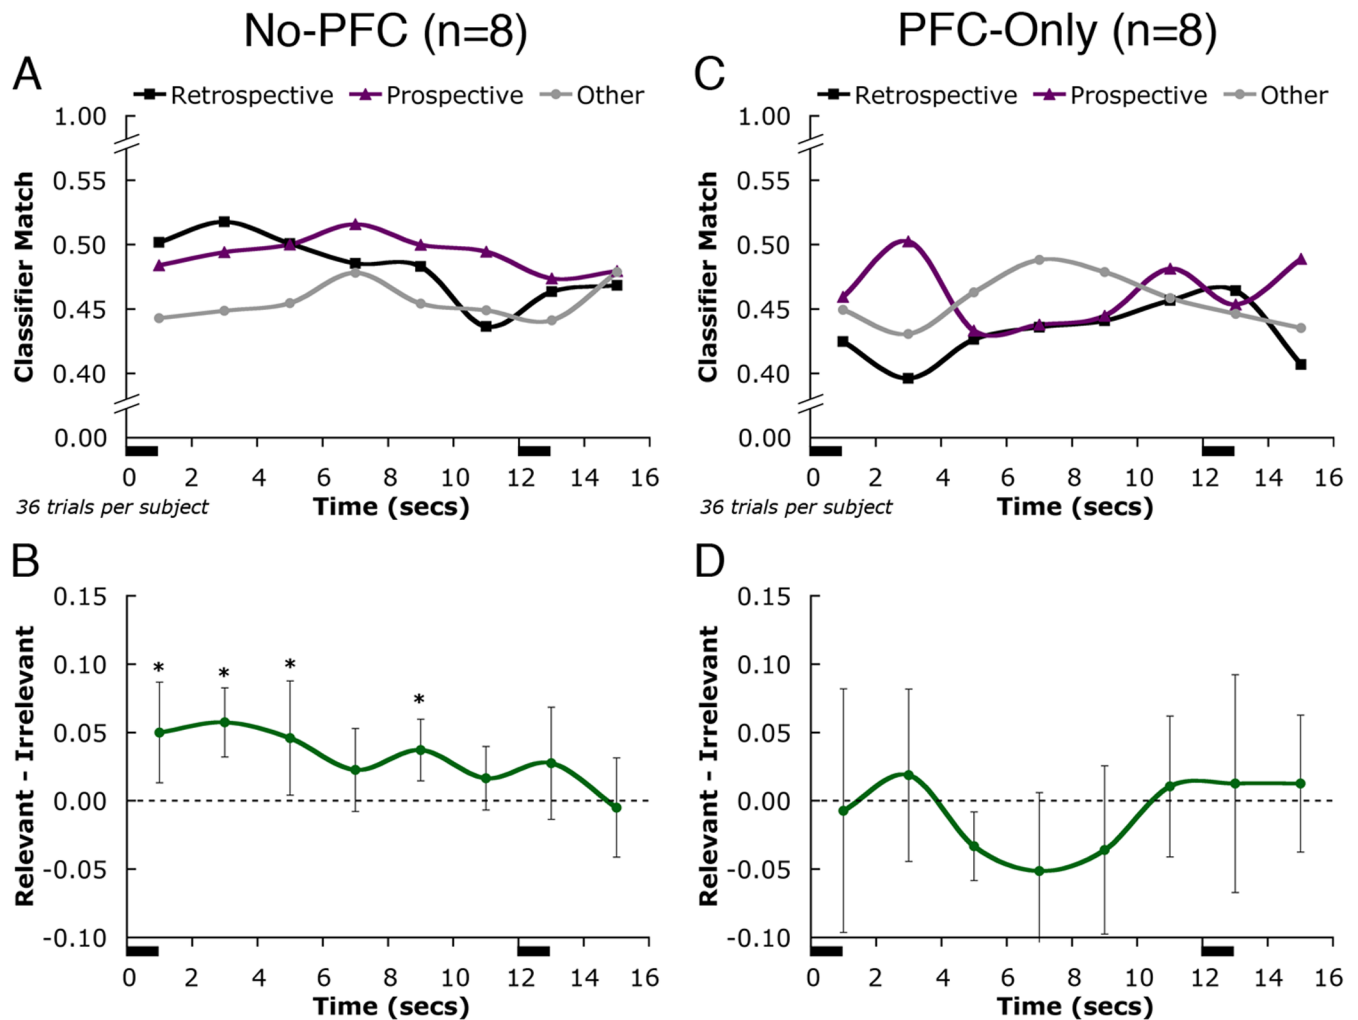 No-PFC (n=8)
PFC-Only (n=8)
A
Retrospective Prospective Other
Classifier Match
1.00
0.55
0.50
0.45
0.40
0.00
0 2 4 6 8 10 12 14 16
36 trials per subject
Time (secs)
C
Retrospective Prospective Other
Classifier Match
1.00
0.55
0.50
0.45
0.40
0.00
0 2 4 6 8 10 12 14 16
36 trials per subject
Time (secs)
B
Relevant - Irrelevant
0.15
0.10
0.05
0.00
-0.05
-0.10
* * * *
0 2 4 6 8 10 12 14 16
Time (secs)
D
Relevant - Irrelevant
0.15
0.10
0.05
0.00
-0.05
-0.10
0 2 4 6 8 10 12 14 16
Time (secs)